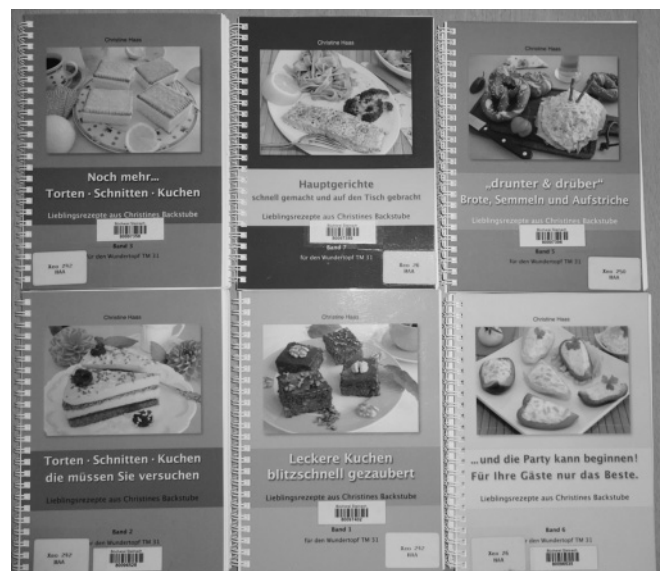 Christine Haas
Noch mehr...
Torten · Schnitten · Kuchen
Lieblingsrezepte aus Christines Backstube
für den Wundertopf TM 31
Christine Haas
Hauptgerichte
schnell gemacht und auf den Tisch gebracht
Lieblingsrezepte aus Christines Backstube
Band 7
für den Wundertopf TM 31
Christine Haas
„drunter & drüber“
Brote, Semmeln und Aufstriche
Lieblingsrezepte aus Christines Backstube
Band 5
für den Wundertopf TM 31
Christine Haas
Torten · Schnitten · Kuchen
die müssen Sie versuchen
Lieblingsrezepte aus Christines Backstube
Band 2
für den Wundertopf TM 31
Christine Haas
Leckere Kuchen
blitzschnell gezaubert
Lieblingsrezepte aus Christines Backstube
für den Wundertopf TM 31
Christine Haas
...und die Party kann beginnen!
Für Ihre Gäste nur das Beste.
Lieblingsrezepte aus Christines Backstube
Band 6
für den Wundertopf TM 31